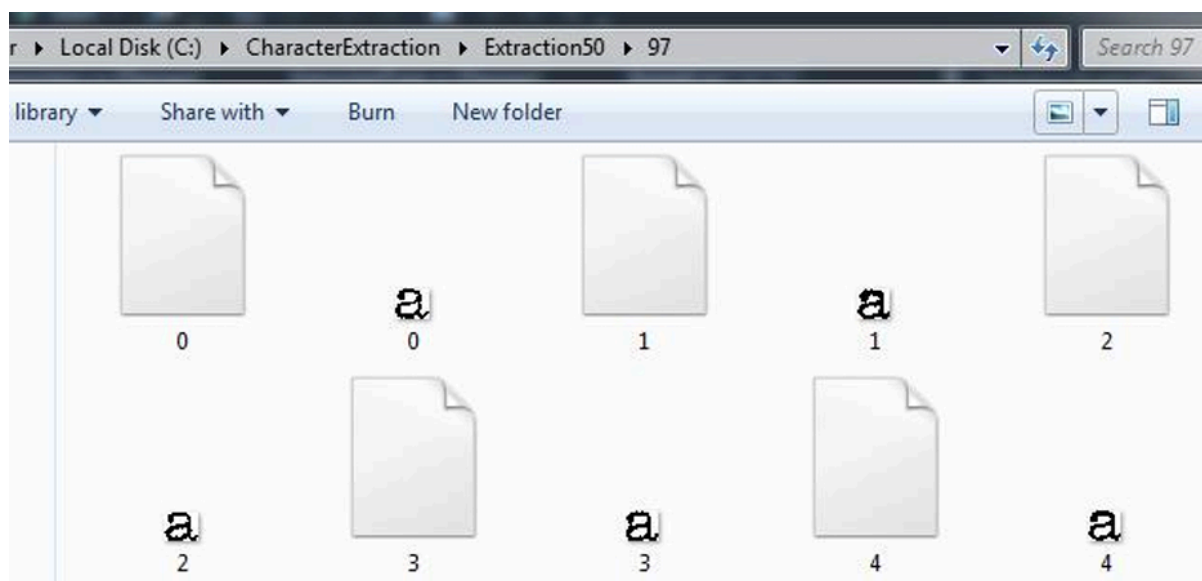 r ▸ Local Disk (C:) ▸ CharacterExtraction ▸ Extraction50 ▸ 97 Search 97
library Share with Burn New folder
a a
0 0 1 1 2
a a a
2 3 3 4 4